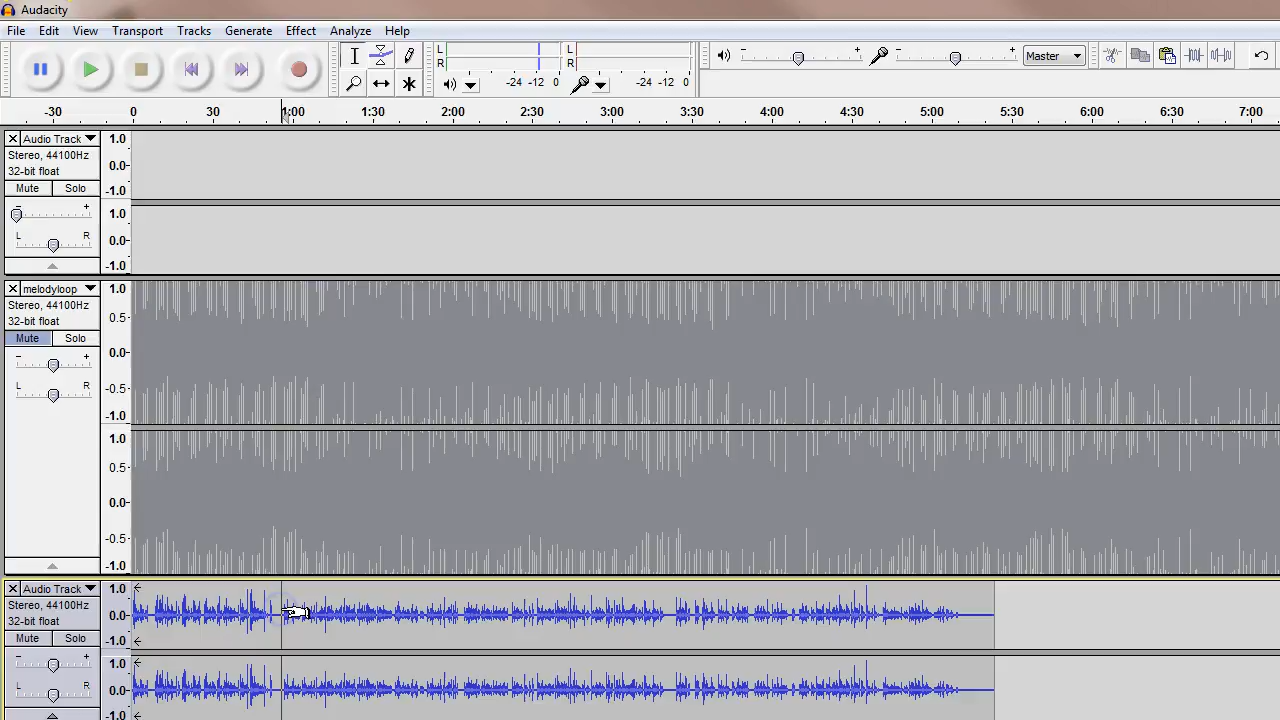 Audacity
File Edit View Transport Tracks Generate Effect Analyze Help
L
R
-24 -12 0
L
R
-24 -12 0
Master
-30 0 30 1:00 1:30 2:00 2:30 3:00 3:30 4:00 4:30 5:00 5:30 6:00 6:30 7:00
Audio Track
Stereo, 44100Hz
32-bit float
Mute Solo
- +
L R
1.0
0.0-
-1.0
1.0
0.0-
-1.0
melodyloop
Stereo, 44100Hz
32-bit float
Mute Solo
- +
L R
1.0
0.5-
0.0-
-0.5-
-1.0
1.0
0.5-
0.0-
-0.5-
-1.0
Audio Track
Stereo, 44100Hz
32-bit float
Mute Solo
- +
L R
1.0
0.0-
-1.0
1.0
0.0-
-1.0